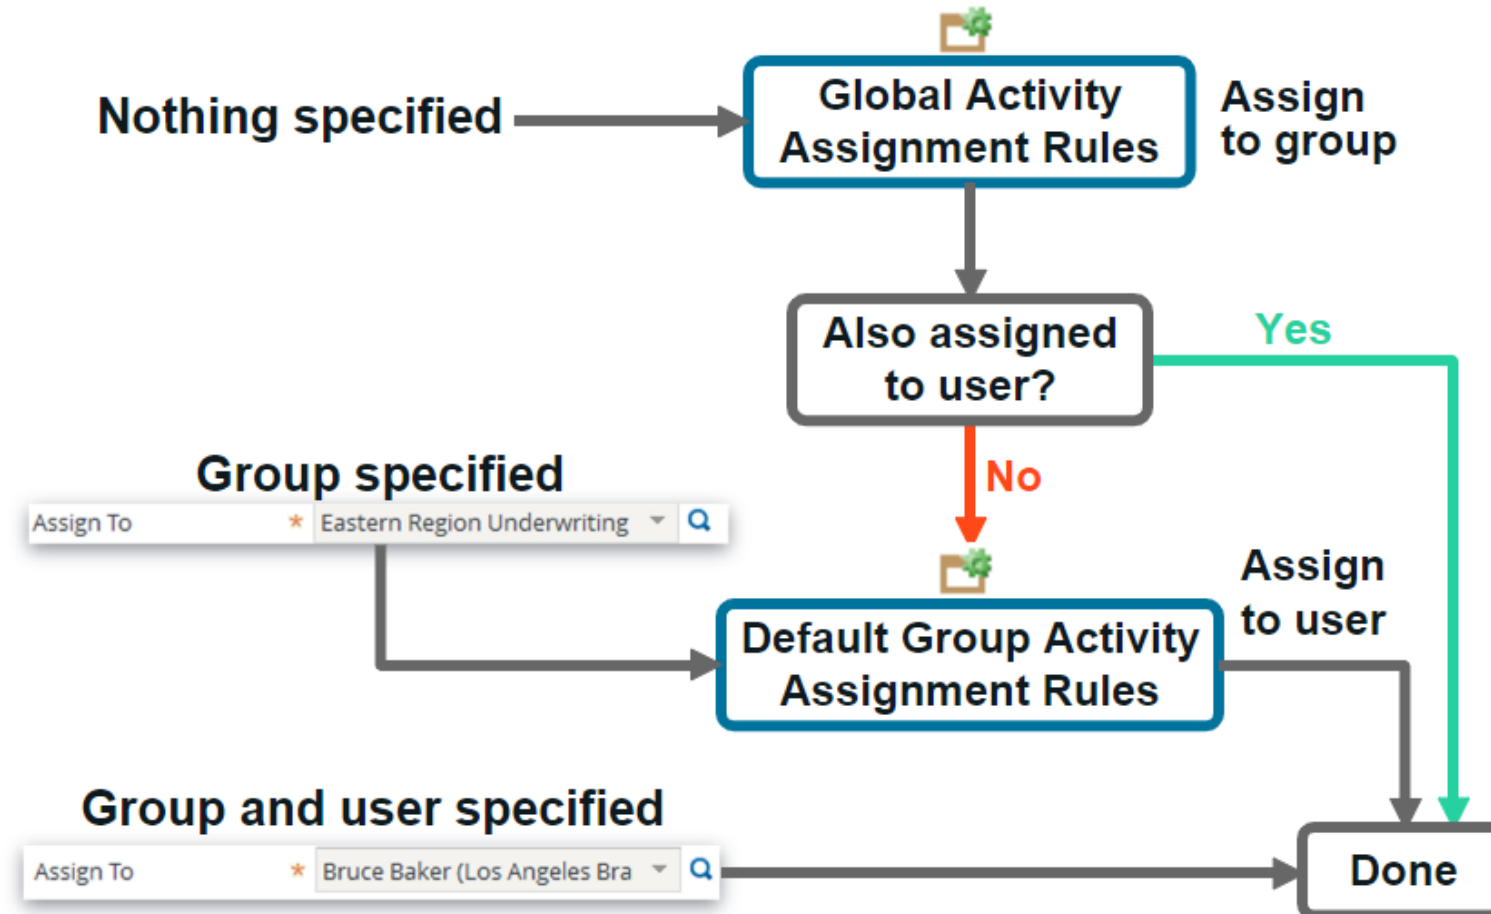 Nothing specified
Global Activity
Assignment Rules
Assign
to group
Also assigned
to user?
Yes
No
Group specified
Assign To * Eastern Region Underwriting
Default Group Activity
Assignment Rules
Assign
to user
Group and user specified
Assign To * Bruce Baker (Los Angeles Bra
Done